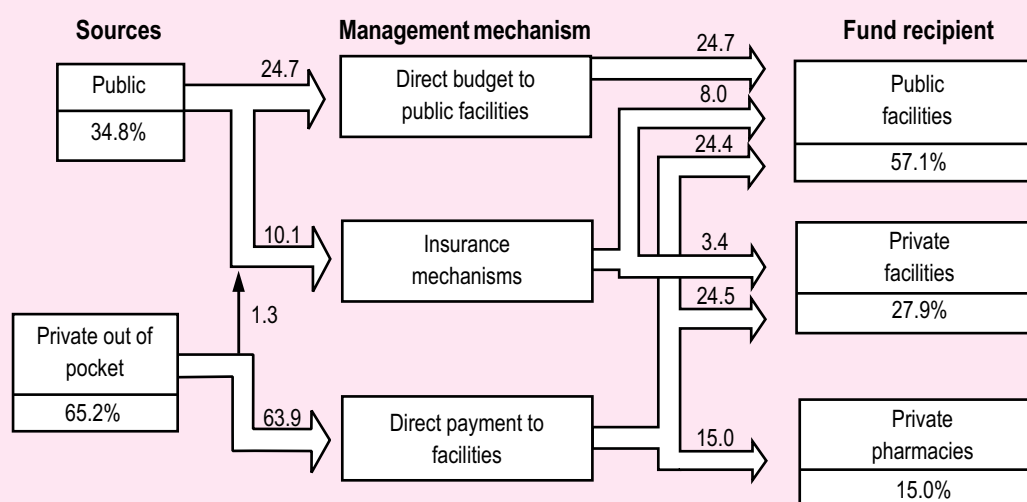 Sources
Management mechanism
Fund recipient
Public
34.8%
24.7
Direct budget to
public facilities
24.7
8.0
24.4
Public
facilities
57.1%
10.1
Insurance
mechanisms
3.4
24.5
Private
facilities
27.9%
1.3
Private out of
pocket
65.2%
63.9
Direct payment to
facilities
15.0
Private
pharmacies
15.0%